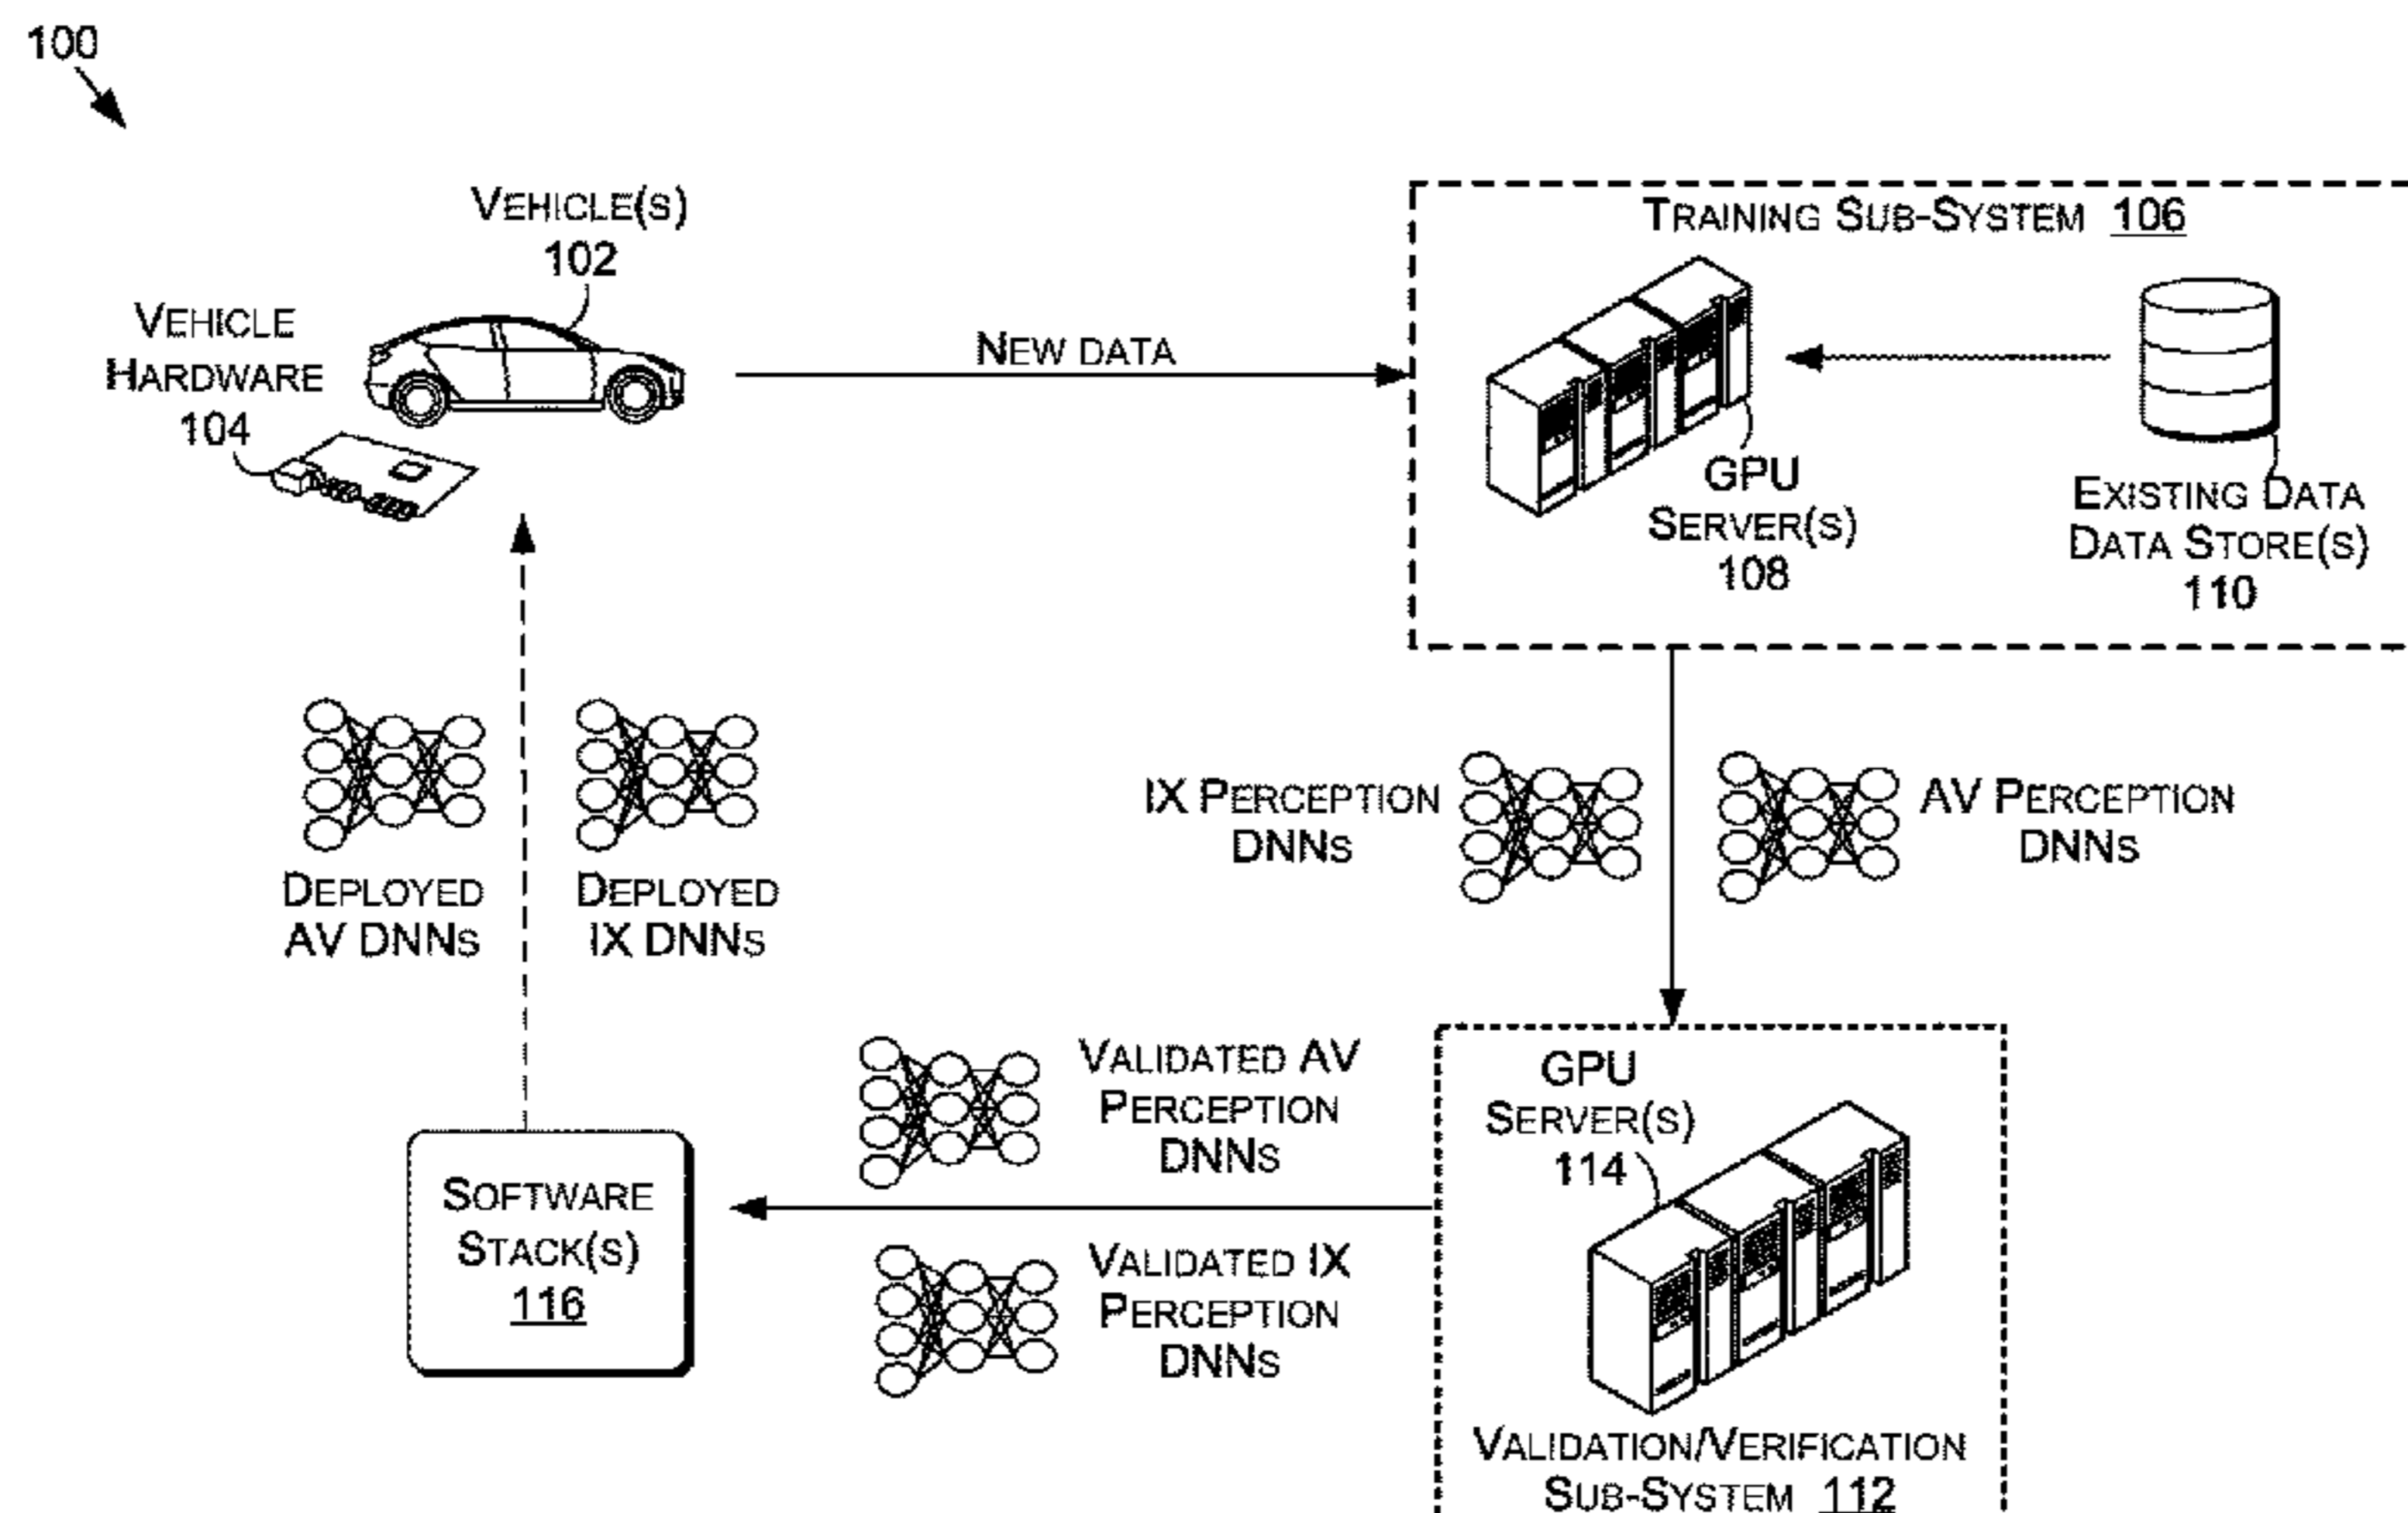 100
VEHICLE(S)
102
VEHICLE
HARDWARE
104
NEW DATA
TRAINING SUB-SYSTEM 106
GPU
SERVER(S)
108
EXISTING DATA
DATA STORE(S)
110
DEPLOYED
AV DNNS
DEPLOYED
IX DNNS
IX PERCEPTION
DNNS
AV PERCEPTION
DNNS
SOFTWARE
STACK(S)
116
VALIDATED AV
PERCEPTION
DNNS
VALIDATED IX
PERCEPTION
DNNS
GPU
SERVER(S)
114
VALIDATION/VERIFICATION
SUB-SYSTEM 112